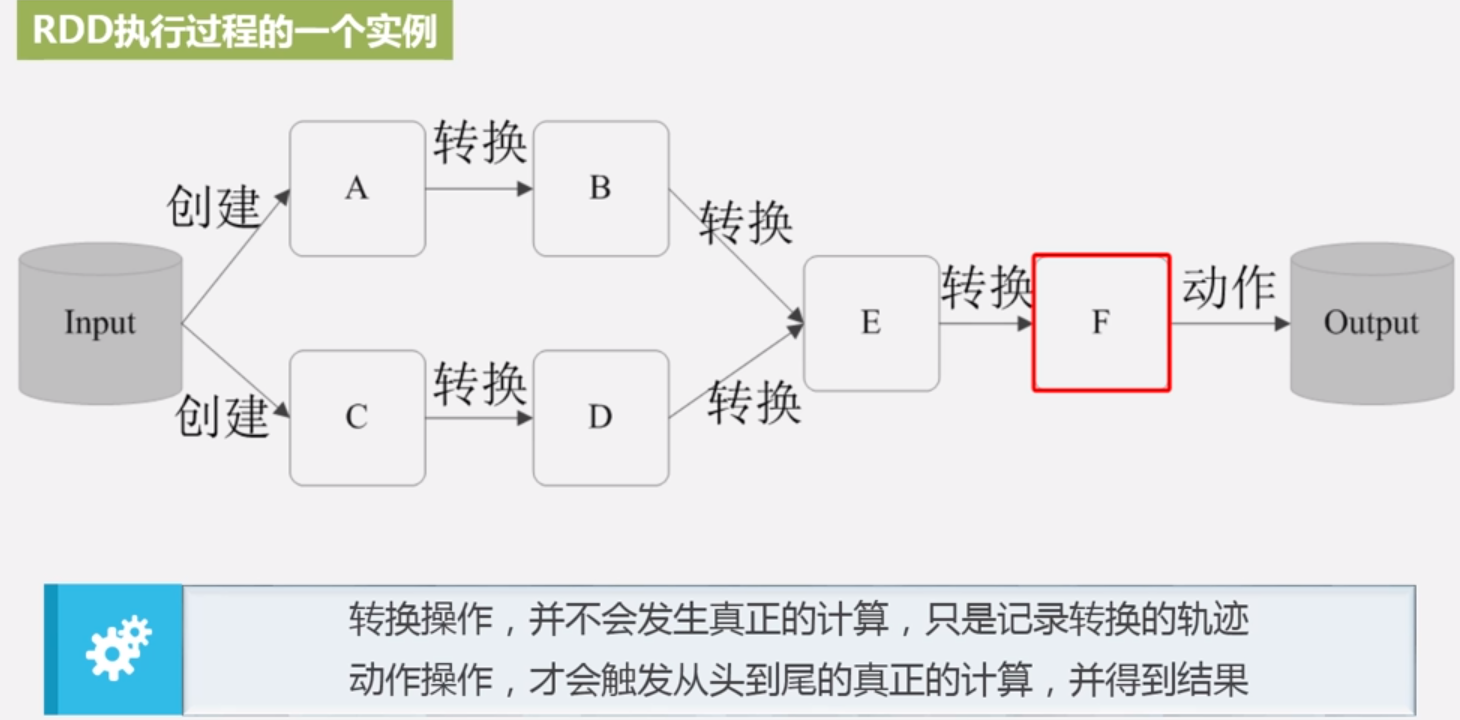 RDD执行过程的一个实例
创建
A
转换
B
转换
Input
创建
C
转换
D
转换
E
转换
F
动作
Output
转换操作，并不会发生真正的计算，只是记录转换的轨迹
动作操作，才会触发从头到尾的真正的计算，并得到结果